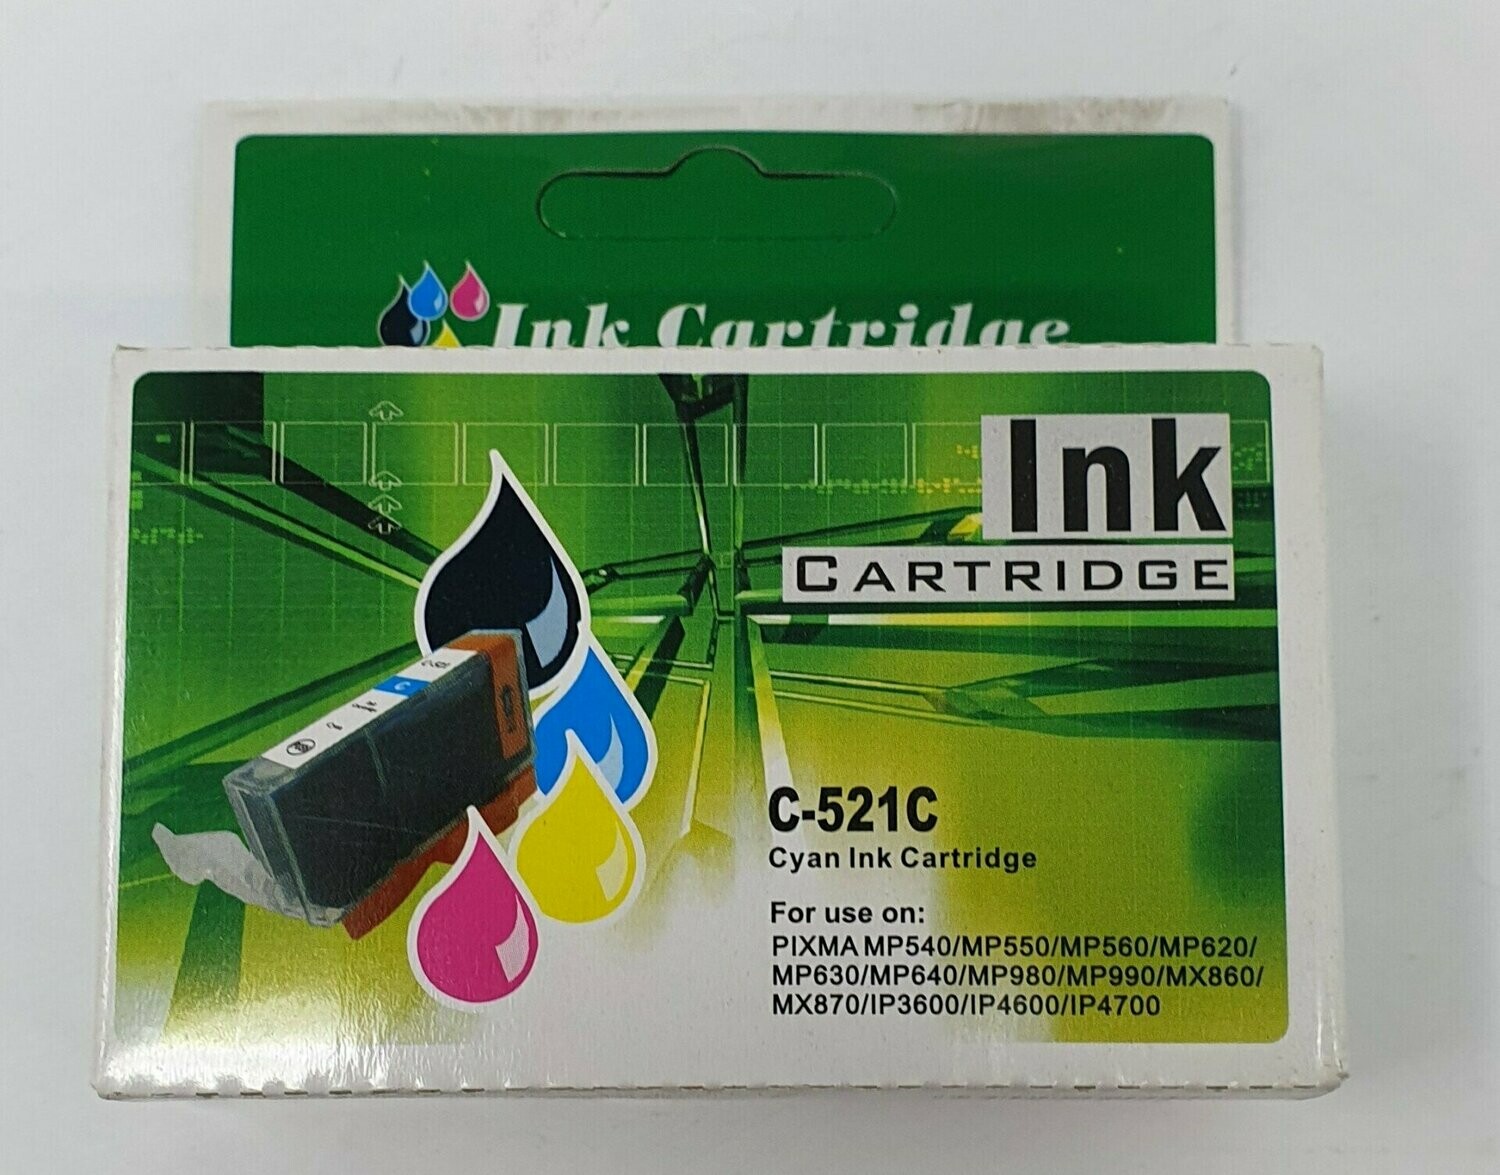 Ink Cartridge
Ink
CARTRIDGE
C-521
C
C-521C
Cyan Ink Cartridge
For use on:
PIXMA MP540/MP550/MP560/MP620/
MP630/MP640/MP980/MP990/MX860/
MX870/IP3600/IP4600/IP4700